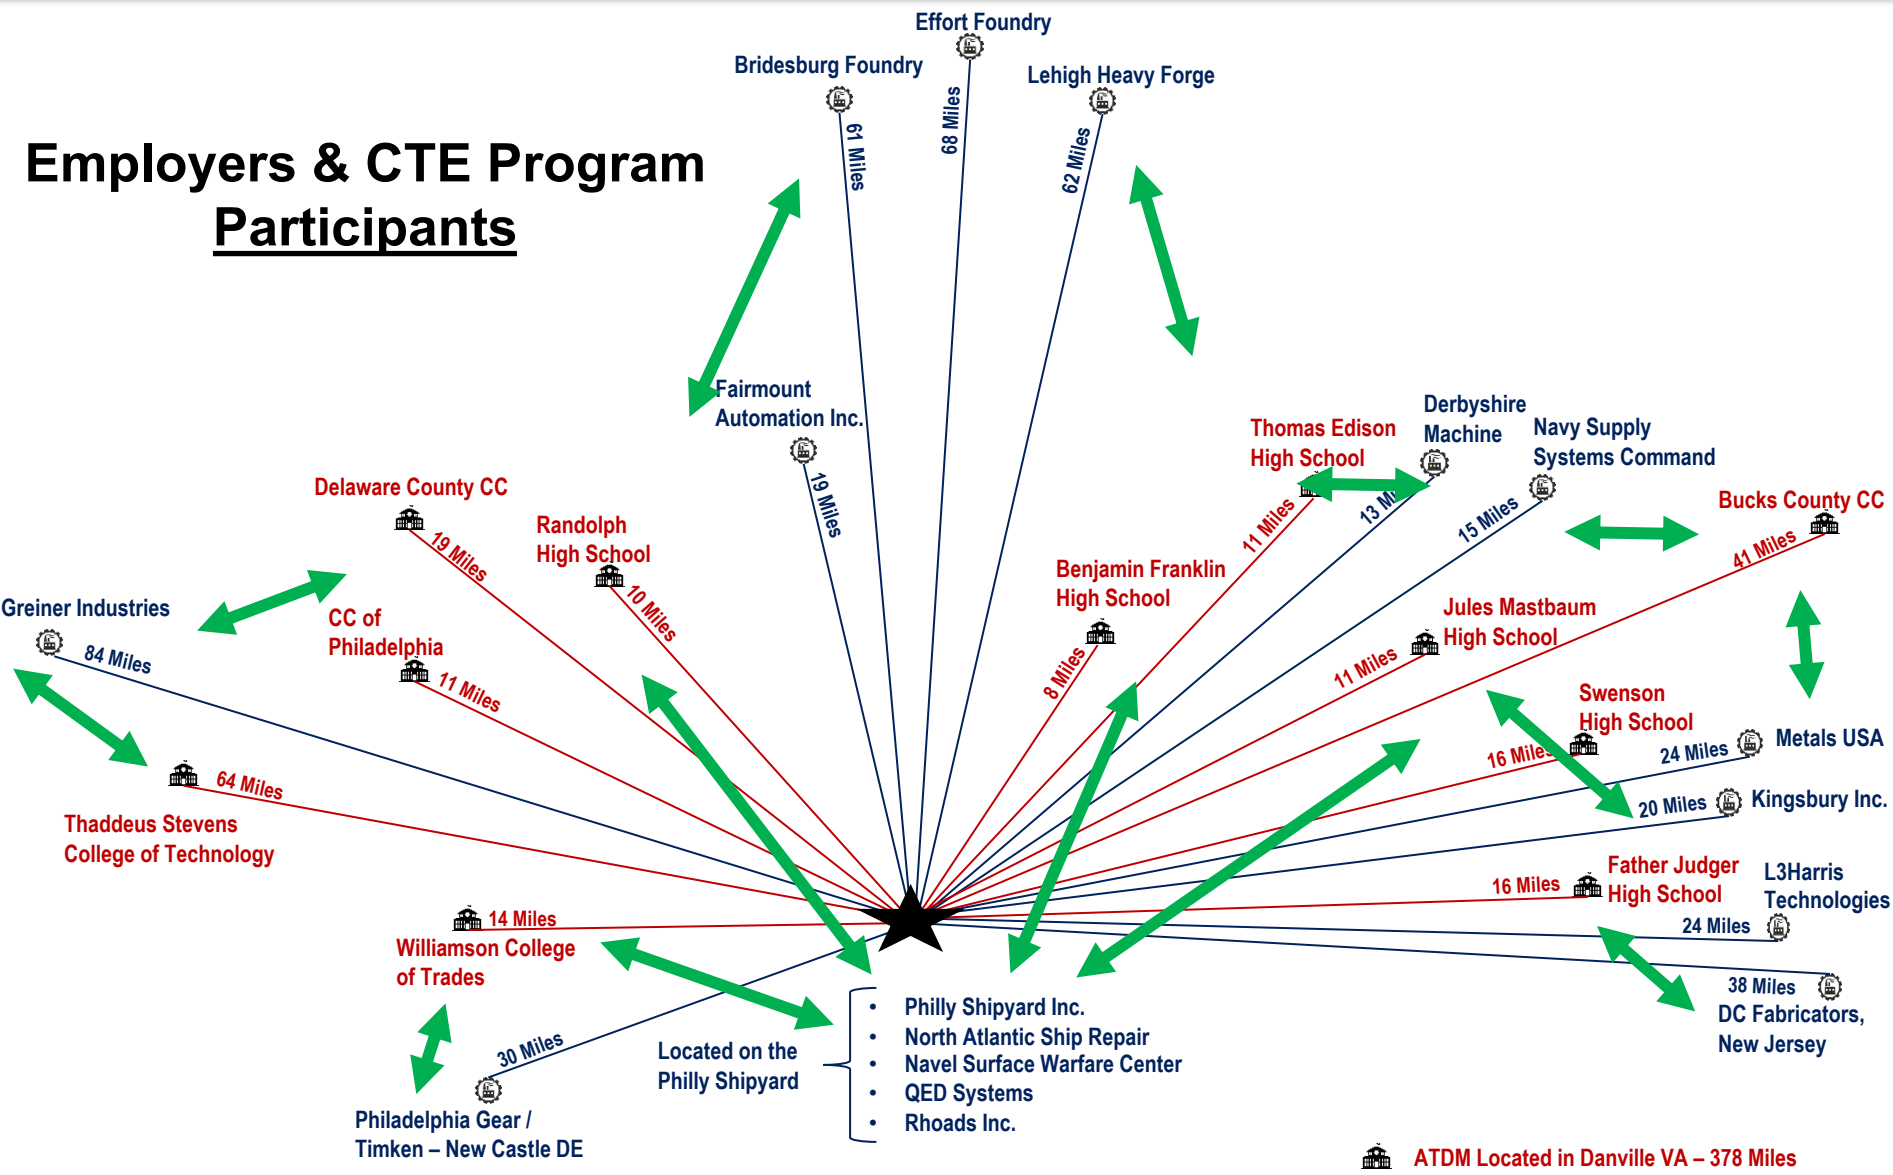 Effort Foundry
Bridesburg Foundry
Lehigh Heavy Forge
61 Miles
68 Miles
62 Miles
Employers & CTE Program
Participants
Fairmount
Automation Inc.
19 Miles
Thomas Edison
High School
11 Miles
Derbyshire
Machine
13 Mi
Navy Supply
Systems Command
15 Miles
Bucks County CC
41 Miles
Delaware County CC
19 Miles
Randolph
High School
10 Miles
Benjamin Franklin
High School
8 Miles
Jules Mastbaum
High School
11 Miles
Greiner Industries
84 Miles
CC of
Philadelphia
11 Miles
Swenson
High School
16 Miles
24 Miles
Metals USA
20 Miles
Kingsbury Inc.
64 Miles
Thaddeus Stevens
College of Technology
Father Judger
High School
16 Miles
L3Harris
Technologies
24 Miles
14 Miles
Williamson College
of Trades
38 Miles
DC Fabricators,
New Jersey
30 Miles
Philadelphia Gear /
Timken – New Castle DE
Located on the
Philly Shipyard
• Philly Shipyard Inc.
• North Atlantic Ship Repair
• Navel Surface Warfare Center
• QED Systems
• Rhoads Inc.
ATDM Located in Danville VA – 378 Miles